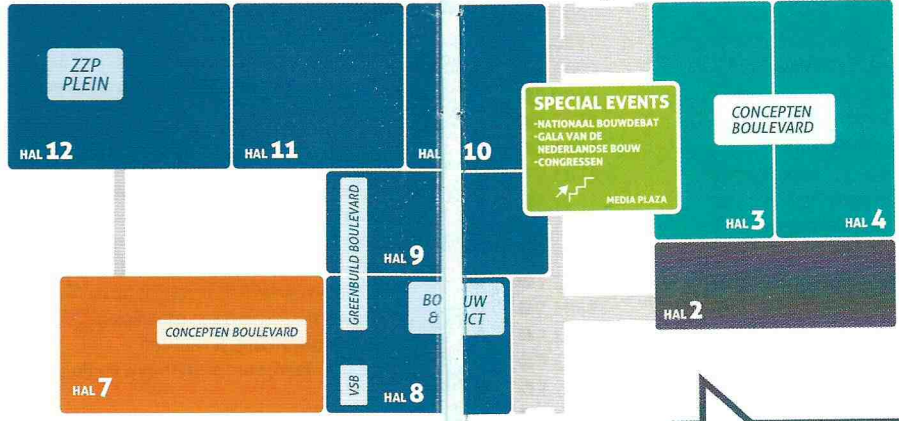 ZZP
PLEIN
HAL 12
HAL 11
HAL 10
SPECIAL EVENTS
-NATIONAAL BOUWDEBAT
-GALA VAN DE
NEDERLANDSE BOUW
-CONGRESSEN
MEDIA PLAZA
CONCEPTEN
BOULEVARD
HAL 3
HAL 4
GREENBUILD BOULEVARD
HAL 9
HAL 2
CONCEPTEN BOULEVARD
HAL 7
BOUW
& ICT
VSB
HAL 8